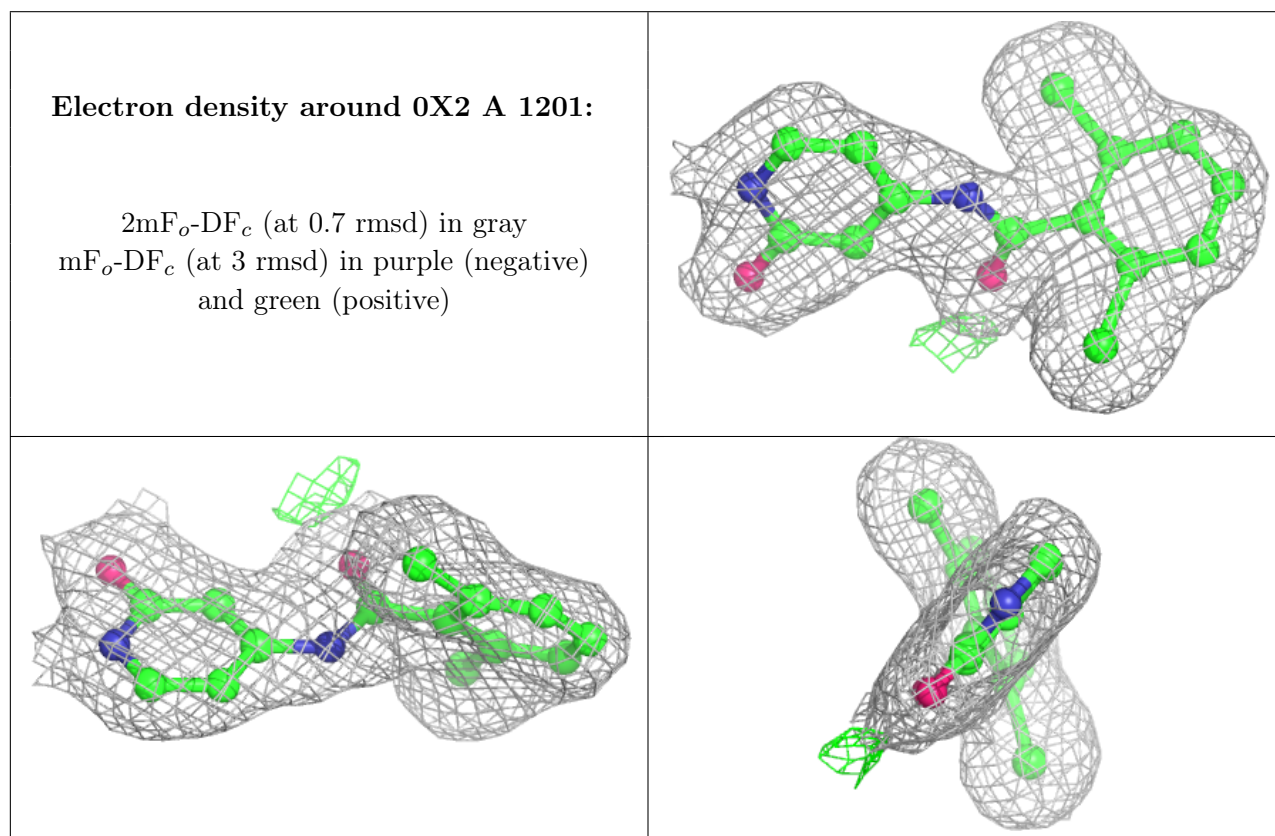 Electron density around 0X2 A 1201:
2mFo-DFc (at 0.7 rmsd) in gray
mFo-DFc (at 3 rmsd) in purple (negative)
and green (positive)